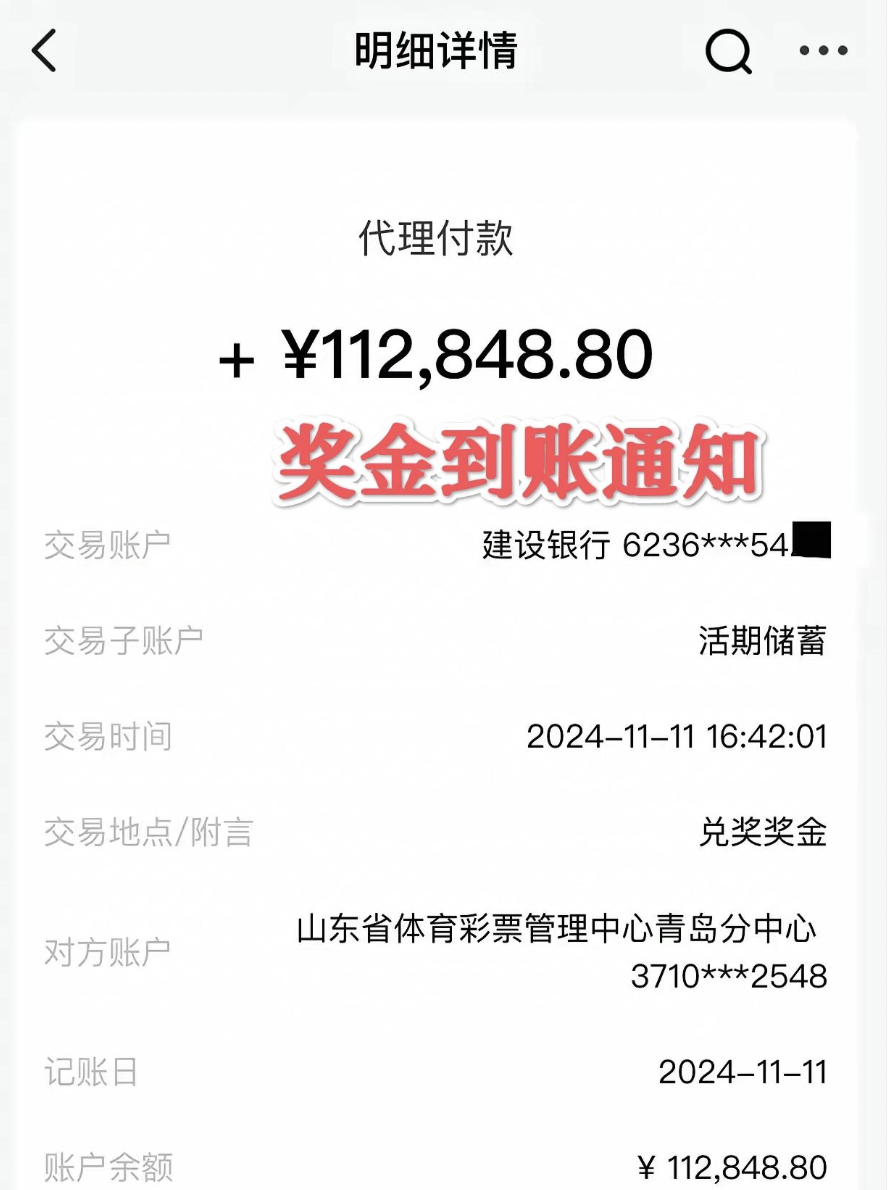 明细详情
代理付款
+ ¥112,848.80
奖金到账通知
交易账户 建设银行 6236***54
交易子账户 活期储蓄
交易时间 2024-11-11 16:42:01
交易地点/附言 兑奖奖金
对方账户 山东省体育彩票管理中心青岛分中心
3710***2548
记账日 2024-11-11
账户余额 ¥ 112,848.80